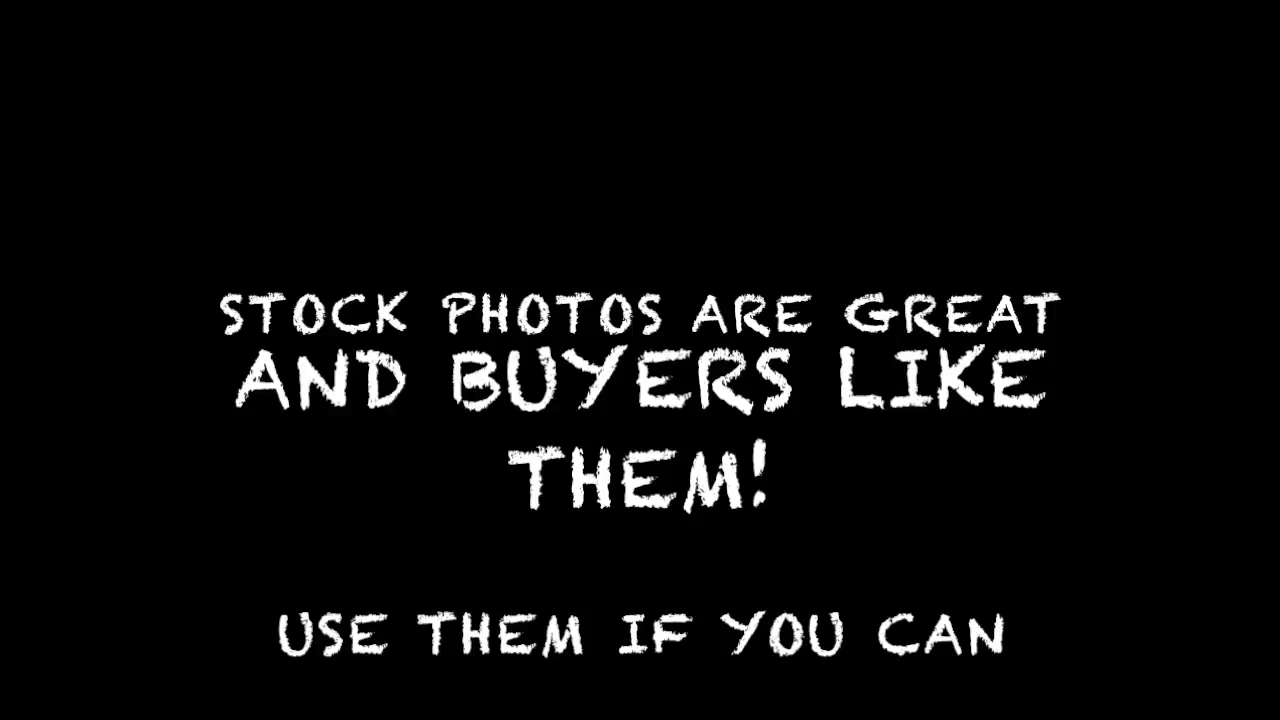 STOCK PHOTOS ARE GREAT
AND BUYERS LIKE
THEM!
USE THEM IF YOU CAN